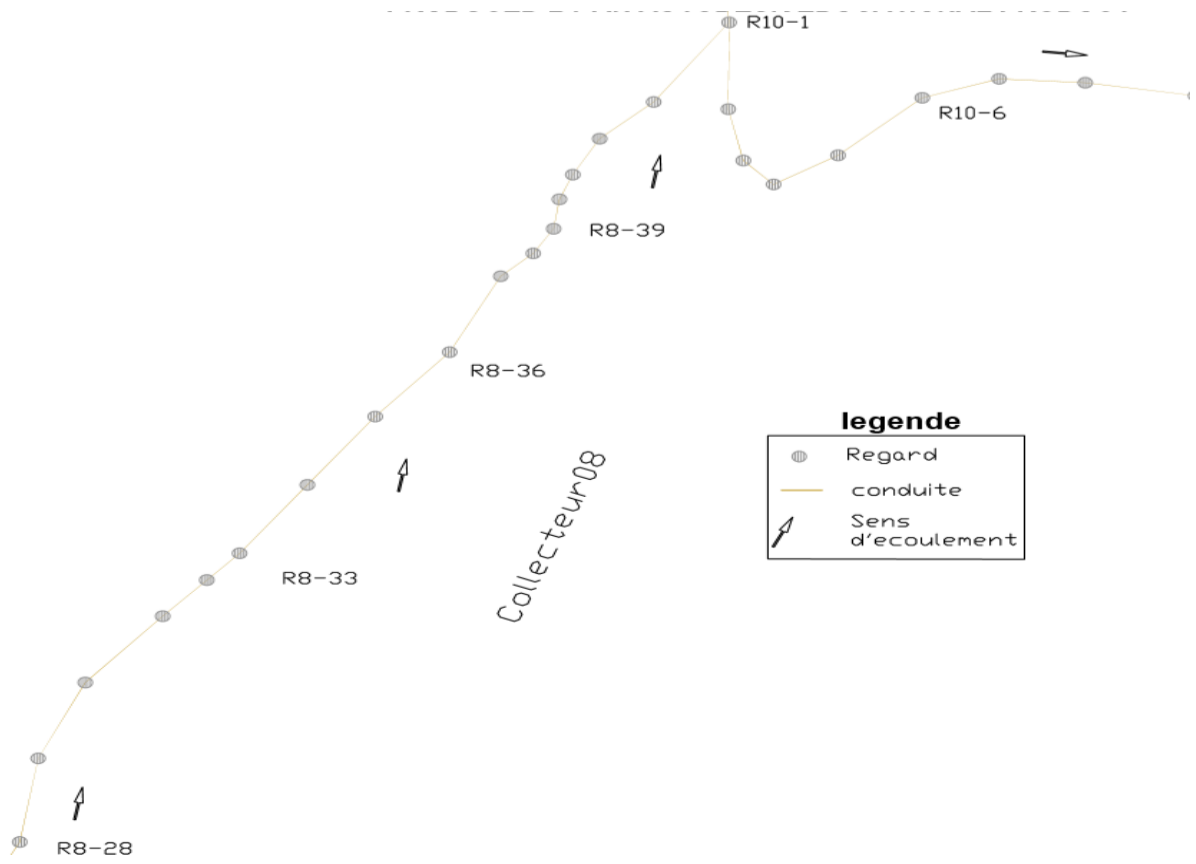 R10-1
R10-6
R8-39
R8-36
legende
Regard
conduite
Sens
d'ecoulement
Collecteur08
R8-33
R8-28